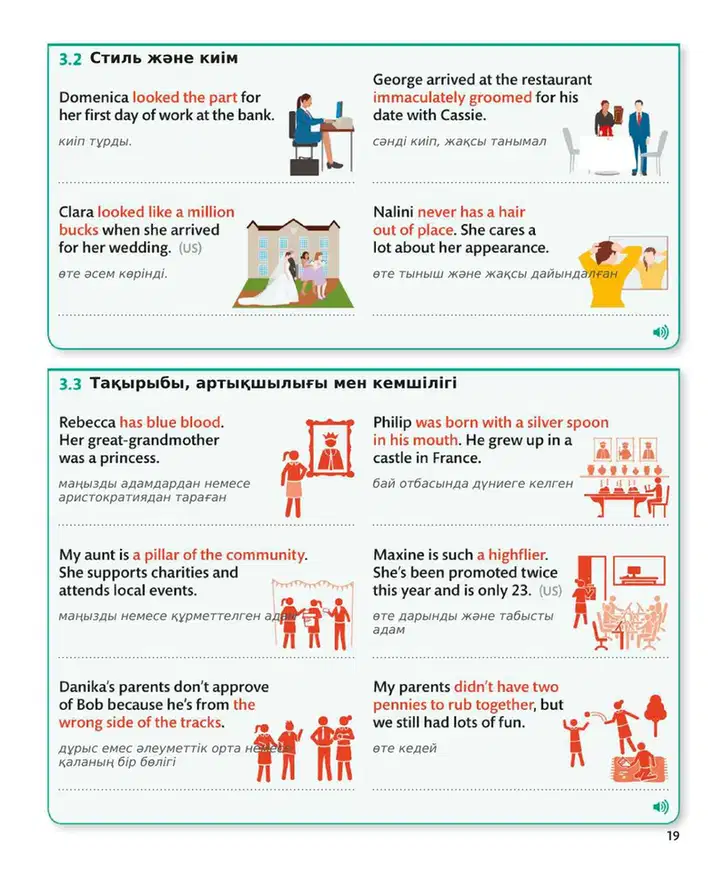 3.2 Стиль және киім
Domenica looked the part for
her first day of work at the bank.
киіп тұрды.
George arrived at the restaurant
immaculately groomed for his
date with Cassie.
сәнді киіп, жақсы танымал
Clara looked like a million
bucks when she arrived
for her wedding. (US)
өте әсем көрінді.
Nalini never has a hair
out of place. She cares a
lot about her appearance.
өте тыныш және жақсы дайындалған
3.3 Тақырыбы, артықшылығы мен кемшілігі
Rebecca has blue blood.
Her great-grandmother
was a princess.
маңызды адамдардан немесе
аристократиядан тараған
Philip was born with a silver spoon
in his mouth. He grew up in a
castle in France.
бай отбасында дүниеге келген
My aunt is a pillar of the community.
She supports charities and
attends local events.
маңызды немесе құрметтелген адам
Maxine is such a highflier.
She's been promoted twice
this year and is only 23. (US)
өте дарынды және табысты
адам
Danika's parents don't approve
of Bob because he's from the
wrong side of the tracks.
дұрыс емес әлеуметтік орта немесе
қаланың бір бөлігі
My parents didn't have two
pennies to rub together, but
we still had lots of fun.
өте кедей
19